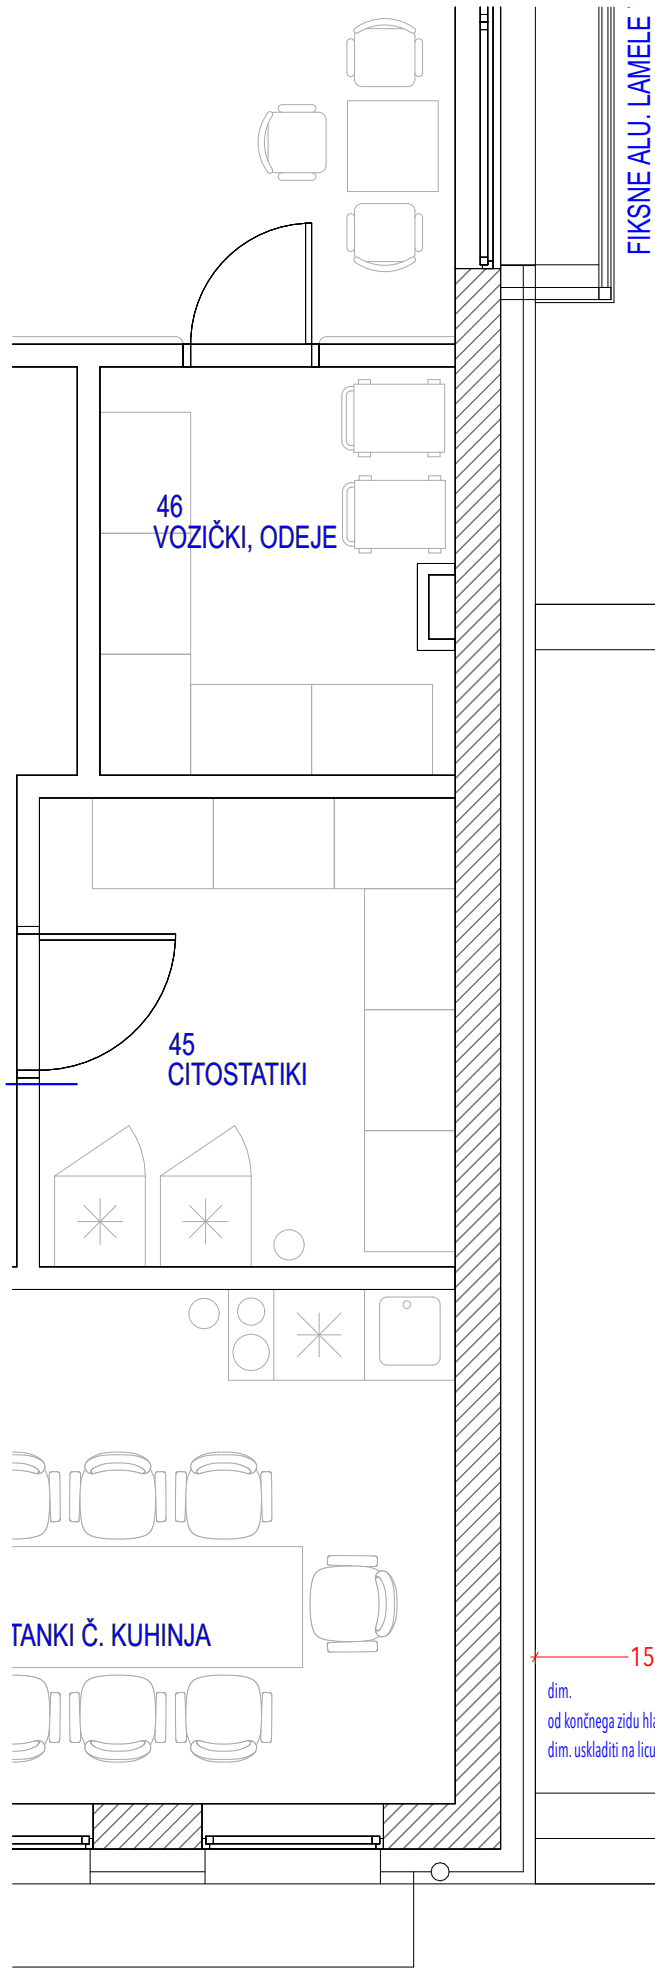 FIKSNE ALU. LAMELE
46
VOZIČKI, ODEJE
45
CITOSTATIKI
TANKI Č. KUHINJA
15
dim.
od končnega zidu hla
dim. uskladiti na licu